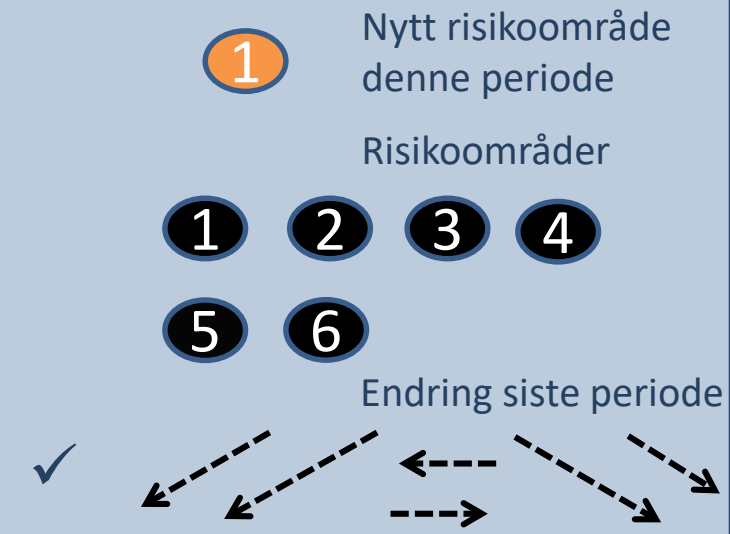 1 Nytt risikoområde
denne periode
Risikoområder
1 2 3 4
5 6
Endring siste periode